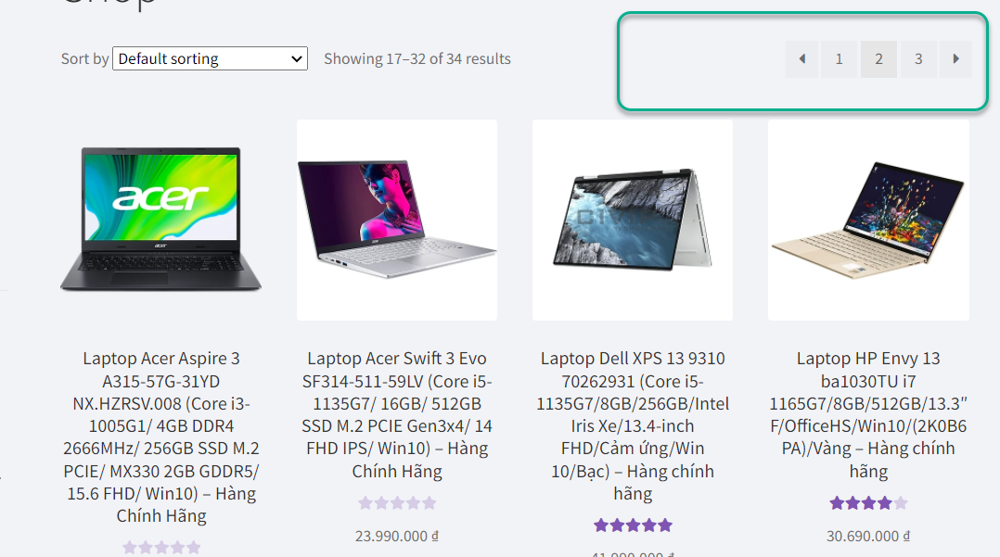 Shop
Sort by Default sorting Showing 17–32 of 34 results
1 2 3
acer
acer
Laptop Acer Aspire 3
A315-57G-31YD
NX.HZRSV.008 (Core i3-
1005G1/ 4GB DDR4
2666MHz/ 256GB SSD M.2
PCIE/ MX330 2GB GDDR5/
15.6 FHD/ Win10) – Hàng
Chính Hãng
Laptop Acer Swift 3 Evo
SF314-511-59LV (Core i5-
1135G7/ 16GB/ 512GB
SSD M.2 PCIE Gen3x4/ 14
FHD IPS/ Win10) – Hàng
Chính Hãng
23.990.000 ₫
Laptop Dell XPS 13 9310
70262931 (Core i5-
1135G7/8GB/256GB/Intel
Iris Xe/13.4-inch
FHD/Cảm ứng/Win
10/Bạc) – Hàng chính
hãng
Laptop HP Envy 13
ba1030TU i7
1165G7/8GB/512GB/13.3″
F/OfficeHS/Win10/(2K0B6
PA)/Vàng – Hàng chính
hãng
30.690.000 ₫